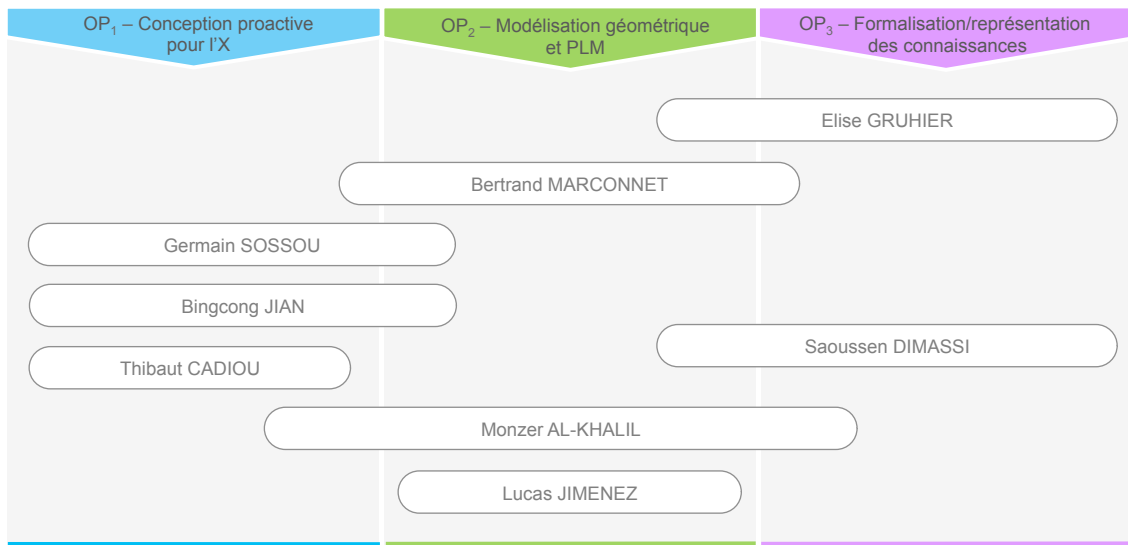 OP₁ – Conception proactive
pour l'X
OP₂ – Modélisation géométrique
et PLM
OP₃ – Formalisation/représentation
des connaissances
Elise GRUHIER
Bertrand MARCONNET
Germain SOSSOU
Bingcong JIAN
Saoussen DIMASSI
Thibaut CADIOU
Monzer AL-KHALIL
Lucas JIMENEZ